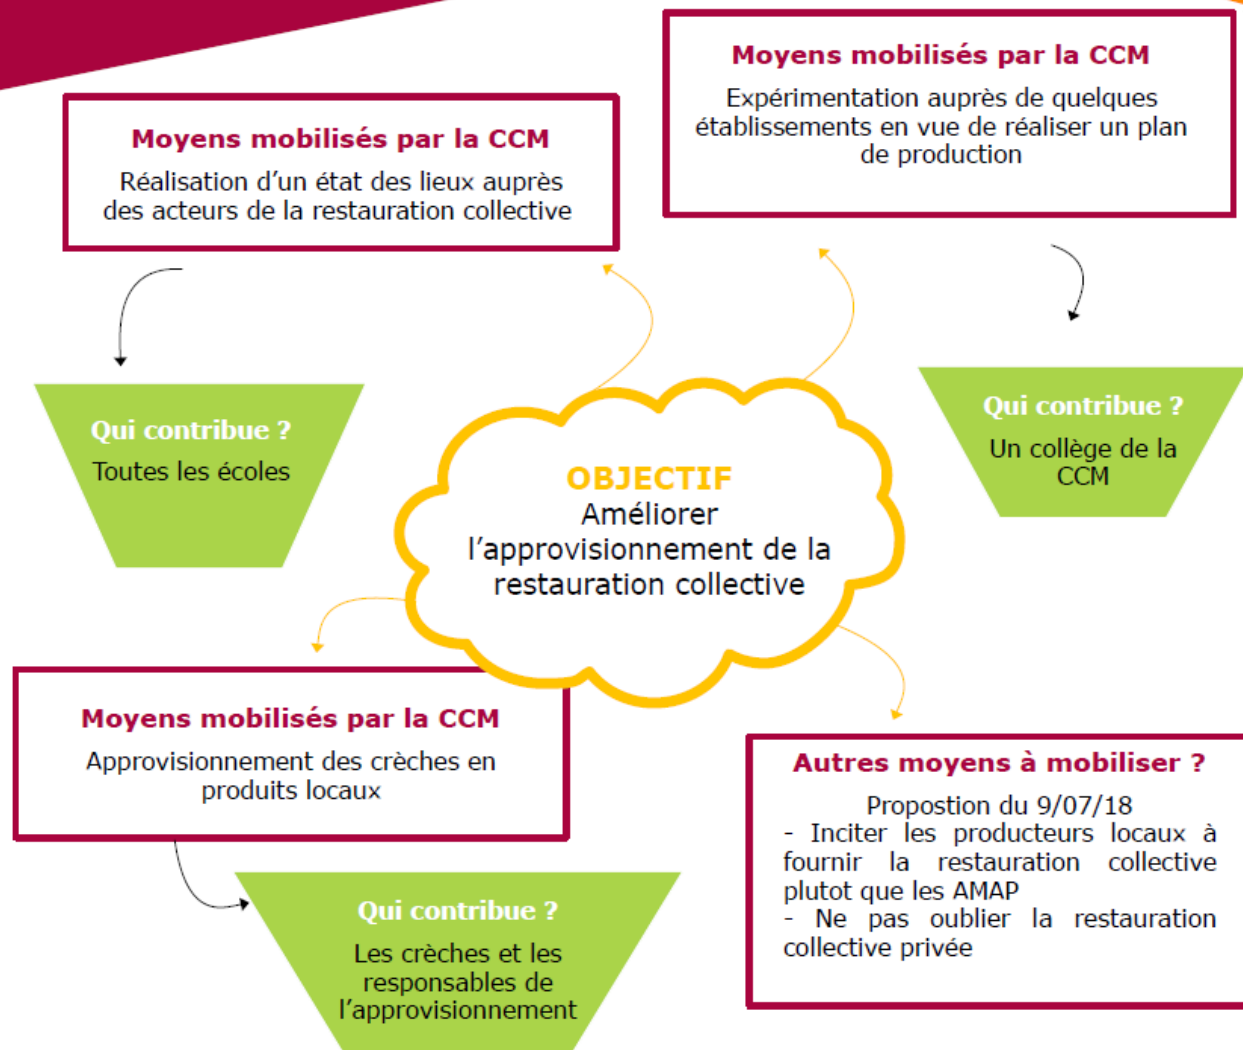 Moyens mobilisés par la CCM
Réalisation d'un état des lieux auprès
des acteurs de la restauration collective
Moyens mobilisés par la CCM
Expérimentation auprès de quelques
établissements en vue de réaliser un plan
de production
Qui contribue ?
Toutes les écoles
Qui contribue ?
Un collège de la
CCM
OBJECTIF
Améliorer
l'approvisionnement de la
restauration collective
Moyens mobilisés par la CCM
Approvisionnement des crèches en
produits locaux
Qui contribue ?
Les crèches et les
responsables de
l'approvisionnement
Autres moyens à mobiliser ?
Propostion du 9/07/18
- Inciter les producteurs locaux à
fournir la restauration collective
plutot que les AMAP
- Ne pas oublier la restauration
collective privée